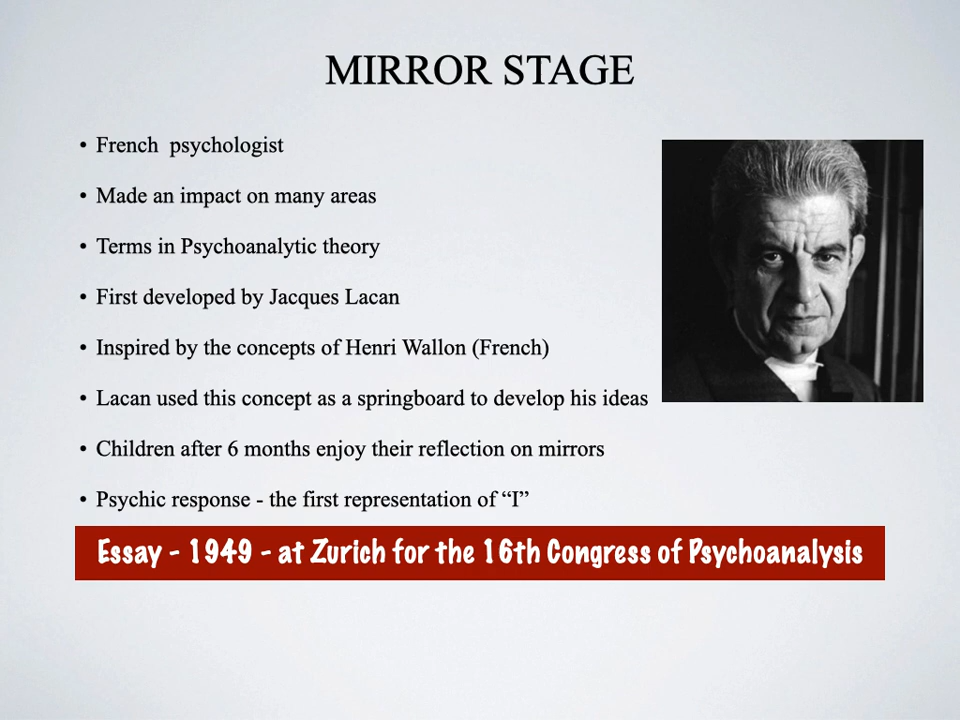 MIRROR STAGE
• French  psychologist
• Made an impact on many areas
• Terms in Psychoanalytic theory
• First developed by Jacques Lacan
• Inspired by the concepts of Henri Wallon (French)
• Lacan used this concept as a springboard to develop his ideas
• Children after 6 months enjoy their reflection on mirrors
• Psychic response - the first representation of “I”
Essay - 1949 - at Zurich for the 16th Congress of Psychoanalysis